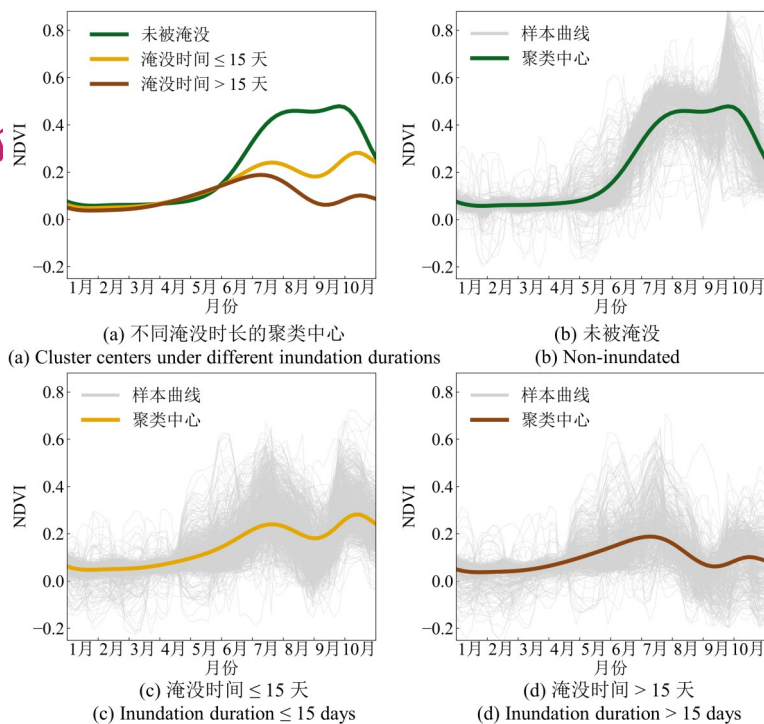 0.8
0.6
0.4
0.2
0.0
−0.2
NDVI
未被淹没
淹没时间 ≤ 15 天
淹没时间 > 15 天
1月 2月 3月 4月 5月 6月 7月 8月 9月 10月
月份
(a) 不同淹没时长的聚类中心
(a) Cluster centers under different inundation durations
0.8
0.6
0.4
0.2
0.0
−0.2
NDVI
样本曲线
聚类中心
1月 2月 3月 4月 5月 6月 7月 8月 9月 10月
月份
(b) 未被淹没
(b) Non-inundated
0.8
0.6
0.4
0.2
0.0
−0.2
NDVI
样本曲线
聚类中心
1月 2月 3月 4月 5月 6月 7月 8月 9月 10月
月份
(c) 淹没时间 ≤ 15 天
(c) Inundation duration ≤ 15 days
0.8
0.6
0.4
0.2
0.0
−0.2
NDVI
样本曲线
聚类中心
1月 2月 3月 4月 5月 6月 7月 8月 9月 10月
月份
(d) 淹没时间 > 15 天
(d) Inundation duration > 15 days